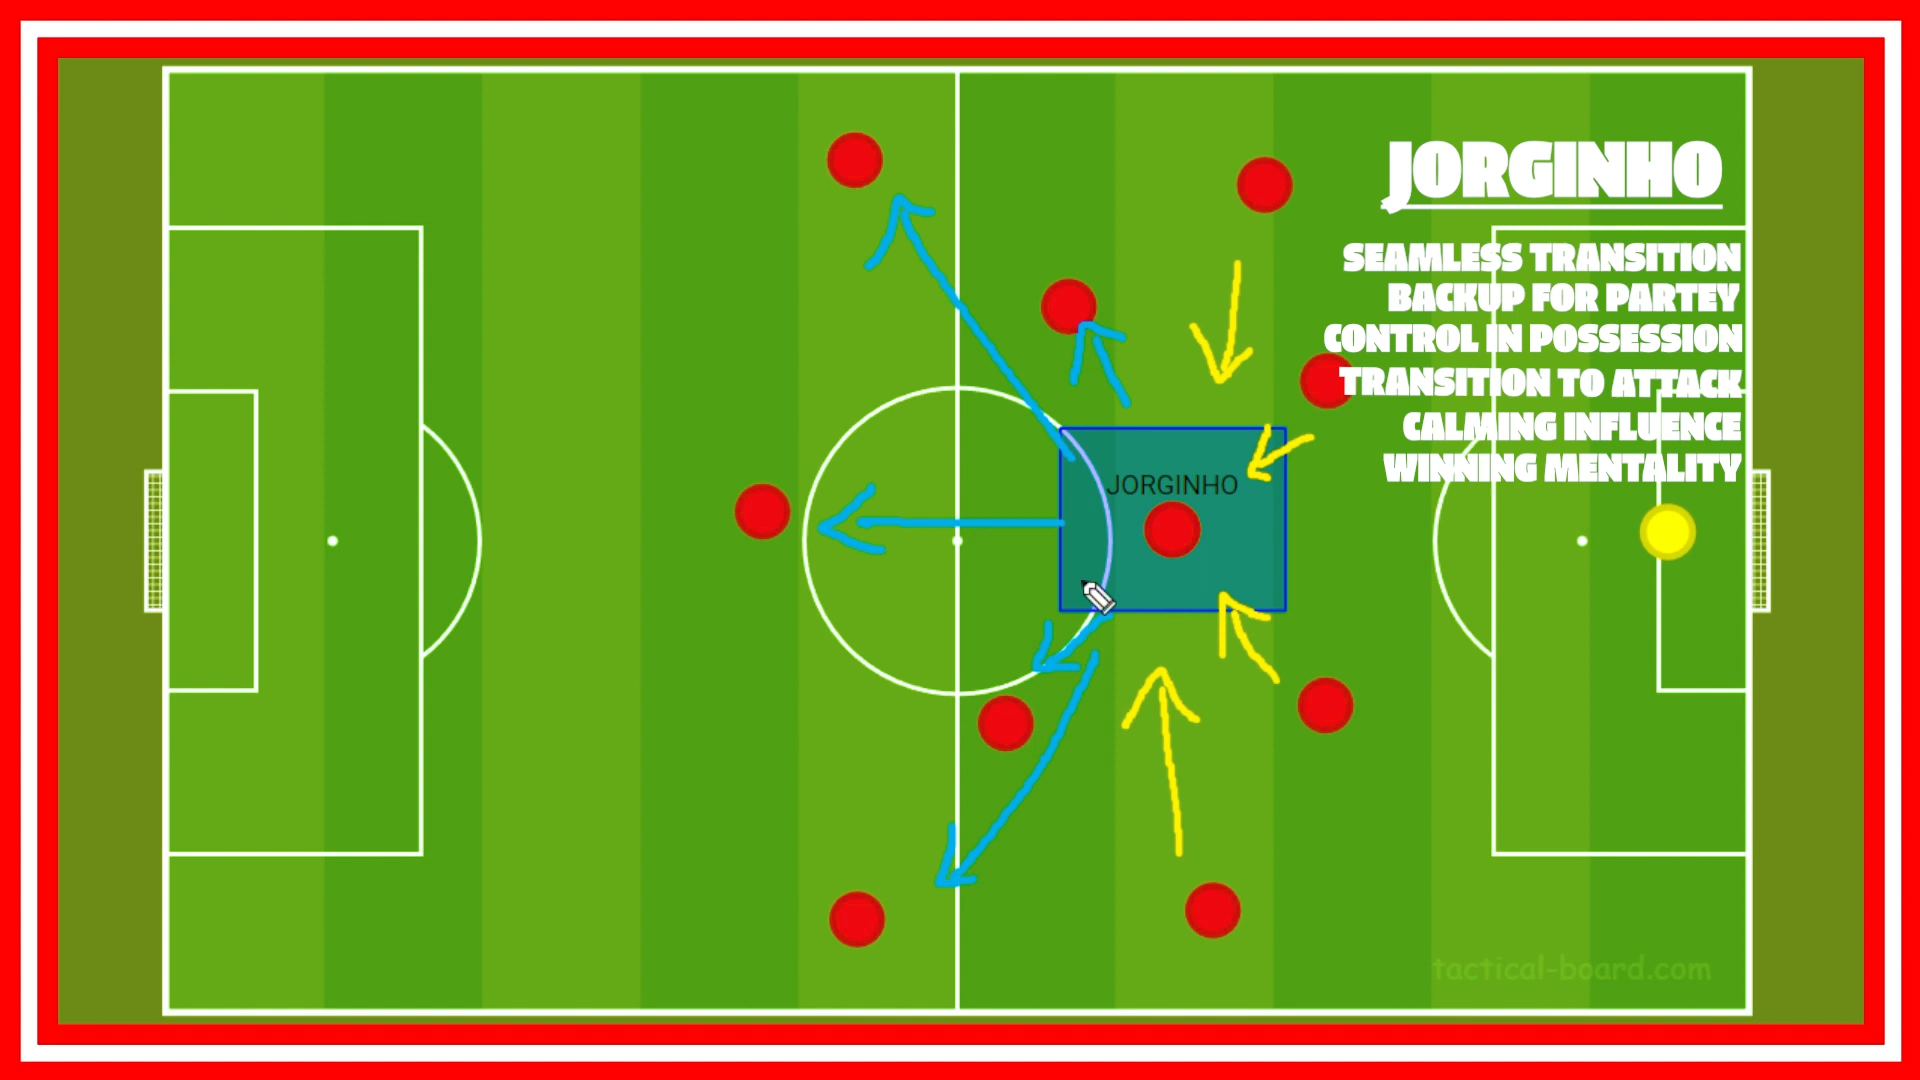 JORGINHO
SEAMLESS TRANSITION
BACKUP FOR PARTEY
CONTROL IN POSSESSION
TRANSITION TO ATTACK
CALMING INFLUENCE
WINNING MENTALITY
JORGINHO
tactical-board.com